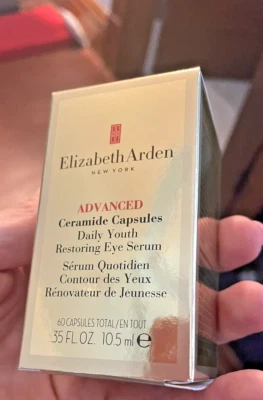 Elizabeth Arden
NEW YORK
ADVANCED
Ceramide Capsules
Daily Youth
Restoring Eye Serum
Sérum Quotidien
Contour des Yeux
Rénovateur de Jeunesse
60 CAPSULES TOTAL/EN TOUT
.35 FL. OZ. 10.5 ml e